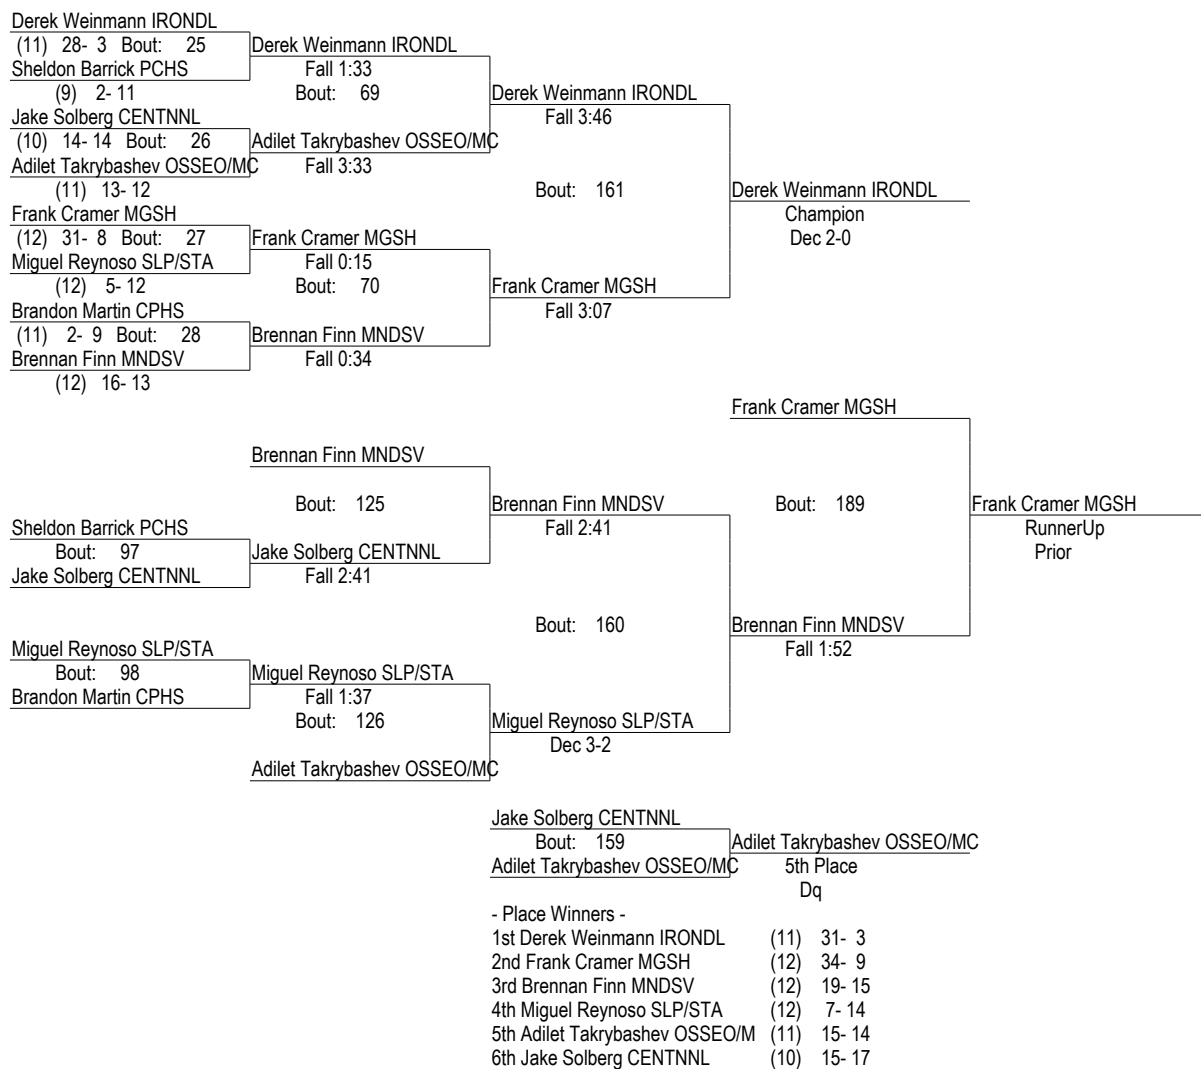 Derek Weinmann IRONDL
(11) 28- 3 Bout: 25
Sheldon Barrick PCHS
(9) 2- 11
Jake Solberg CENTNNL
(10) 14- 14 Bout: 26
Adilet Takrybashev OSSEO/MC
(11) 13- 12
Frank Cramer MGSH
(12) 31- 8 Bout: 27
Miguel Reynoso SLP/STA
(12) 5- 12
Brandon Martin CPHS
(11) 2- 9 Bout: 28
Brennan Finn MNDSV
(12) 16- 13
Derek Weinmann IRONDL
Fall 1:33
Bout: 69
Adilet Takrybashev OSSEO/MC
Fall 3:33
Frank Cramer MGSH
Fall 0:15
Bout: 70
Brennan Finn MNDSV
Fall 0:34
Derek Weinmann IRONDL
Fall 3:46
Bout: 161
Frank Cramer MGSH
Fall 3:07
Derek Weinmann IRONDL
Champion
Dec 2-0
Sheldon Barrick PCHS
Bout: 97
Jake Solberg CENTNNL
Miguel Reynoso SLP/STA
Bout: 98
Brandon Martin CPHS
Brennan Finn MNDSV
Bout: 125
Jake Solberg CENTNNL
Fall 2:41
Miguel Reynoso SLP/STA
Fall 1:37
Bout: 126
Adilet Takrybashev OSSEO/MC
Brennan Finn MNDSV
Fall 2:41
Bout: 160
Miguel Reynoso SLP/STA
Dec 3-2
Frank Cramer MGSH
Bout: 189
Brennan Finn MNDSV
Fall 1:52
Frank Cramer MGSH
RunnerUp
Prior
Jake Solberg CENTNNL
Bout: 159
Adilet Takrybashev OSSEO/MC
Adilet Takrybashev OSSEO/MC
5th Place
Dq
- Place Winners -
1st Derek Weinmann IRONDL (11) 31- 3
2nd Frank Cramer MGSH (12) 34- 9
3rd Brennan Finn MNDSV (12) 19- 15
4th Miguel Reynoso SLP/STA (12) 7- 14
5th Adilet Takrybashev OSSEO/M (11) 15- 14
6th Jake Solberg CENTNNL (10) 15- 17